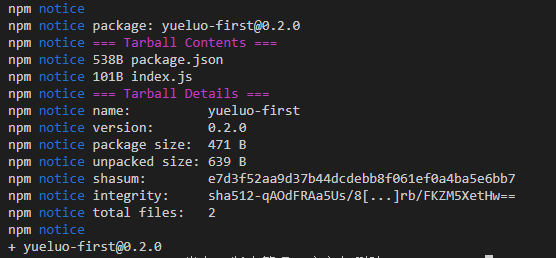 npm notice
npm notice package: yueluo-first@0.2.0
npm notice === Tarball Contents ===
npm notice 538B package.json
npm notice 101B index.js
npm notice === Tarball Details ===
npm notice name: yueluo-first
npm notice version: 0.2.0
npm notice package size: 471 B
npm notice unpacked size: 639 B
npm notice shasum: e7d3f52aa9d37b44dcdebb8f061ef0a4ba5e6bb7
npm notice integrity: sha512-qAOdFRAa5Us/8[...]rb/FKZM5XetHw==
npm notice total files: 2
npm notice
+ yueluo-first@0.2.0